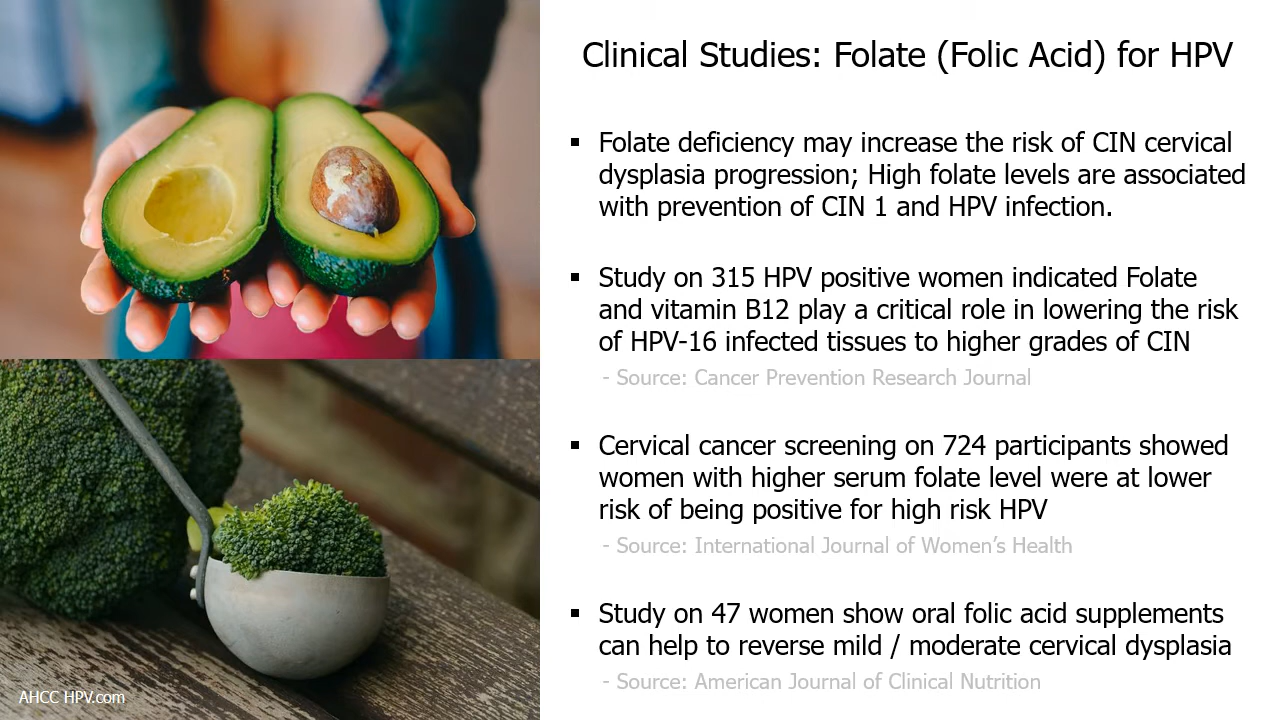 Clinical Studies: Folate (Folic Acid) for HPV
▪ Folate deficiency may increase the risk of CIN cervical
dysplasia progression; High folate levels are associated
with prevention of CIN 1 and HPV infection.
▪ Study on 315 HPV positive women indicated Folate
and vitamin B12 play a critical role in lowering the risk
of HPV-16 infected tissues to higher grades of CIN
- Source: Cancer Prevention Research Journal
▪ Cervical cancer screening on 724 participants showed
women with higher serum folate level were at lower
risk of being positive for high risk HPV
- Source: International Journal of Women’s Health
▪ Study on 47 women show oral folic acid supplements
can help to reverse mild / moderate cervical dysplasia
- Source: American Journal of Clinical Nutrition
AHCC HPV.com